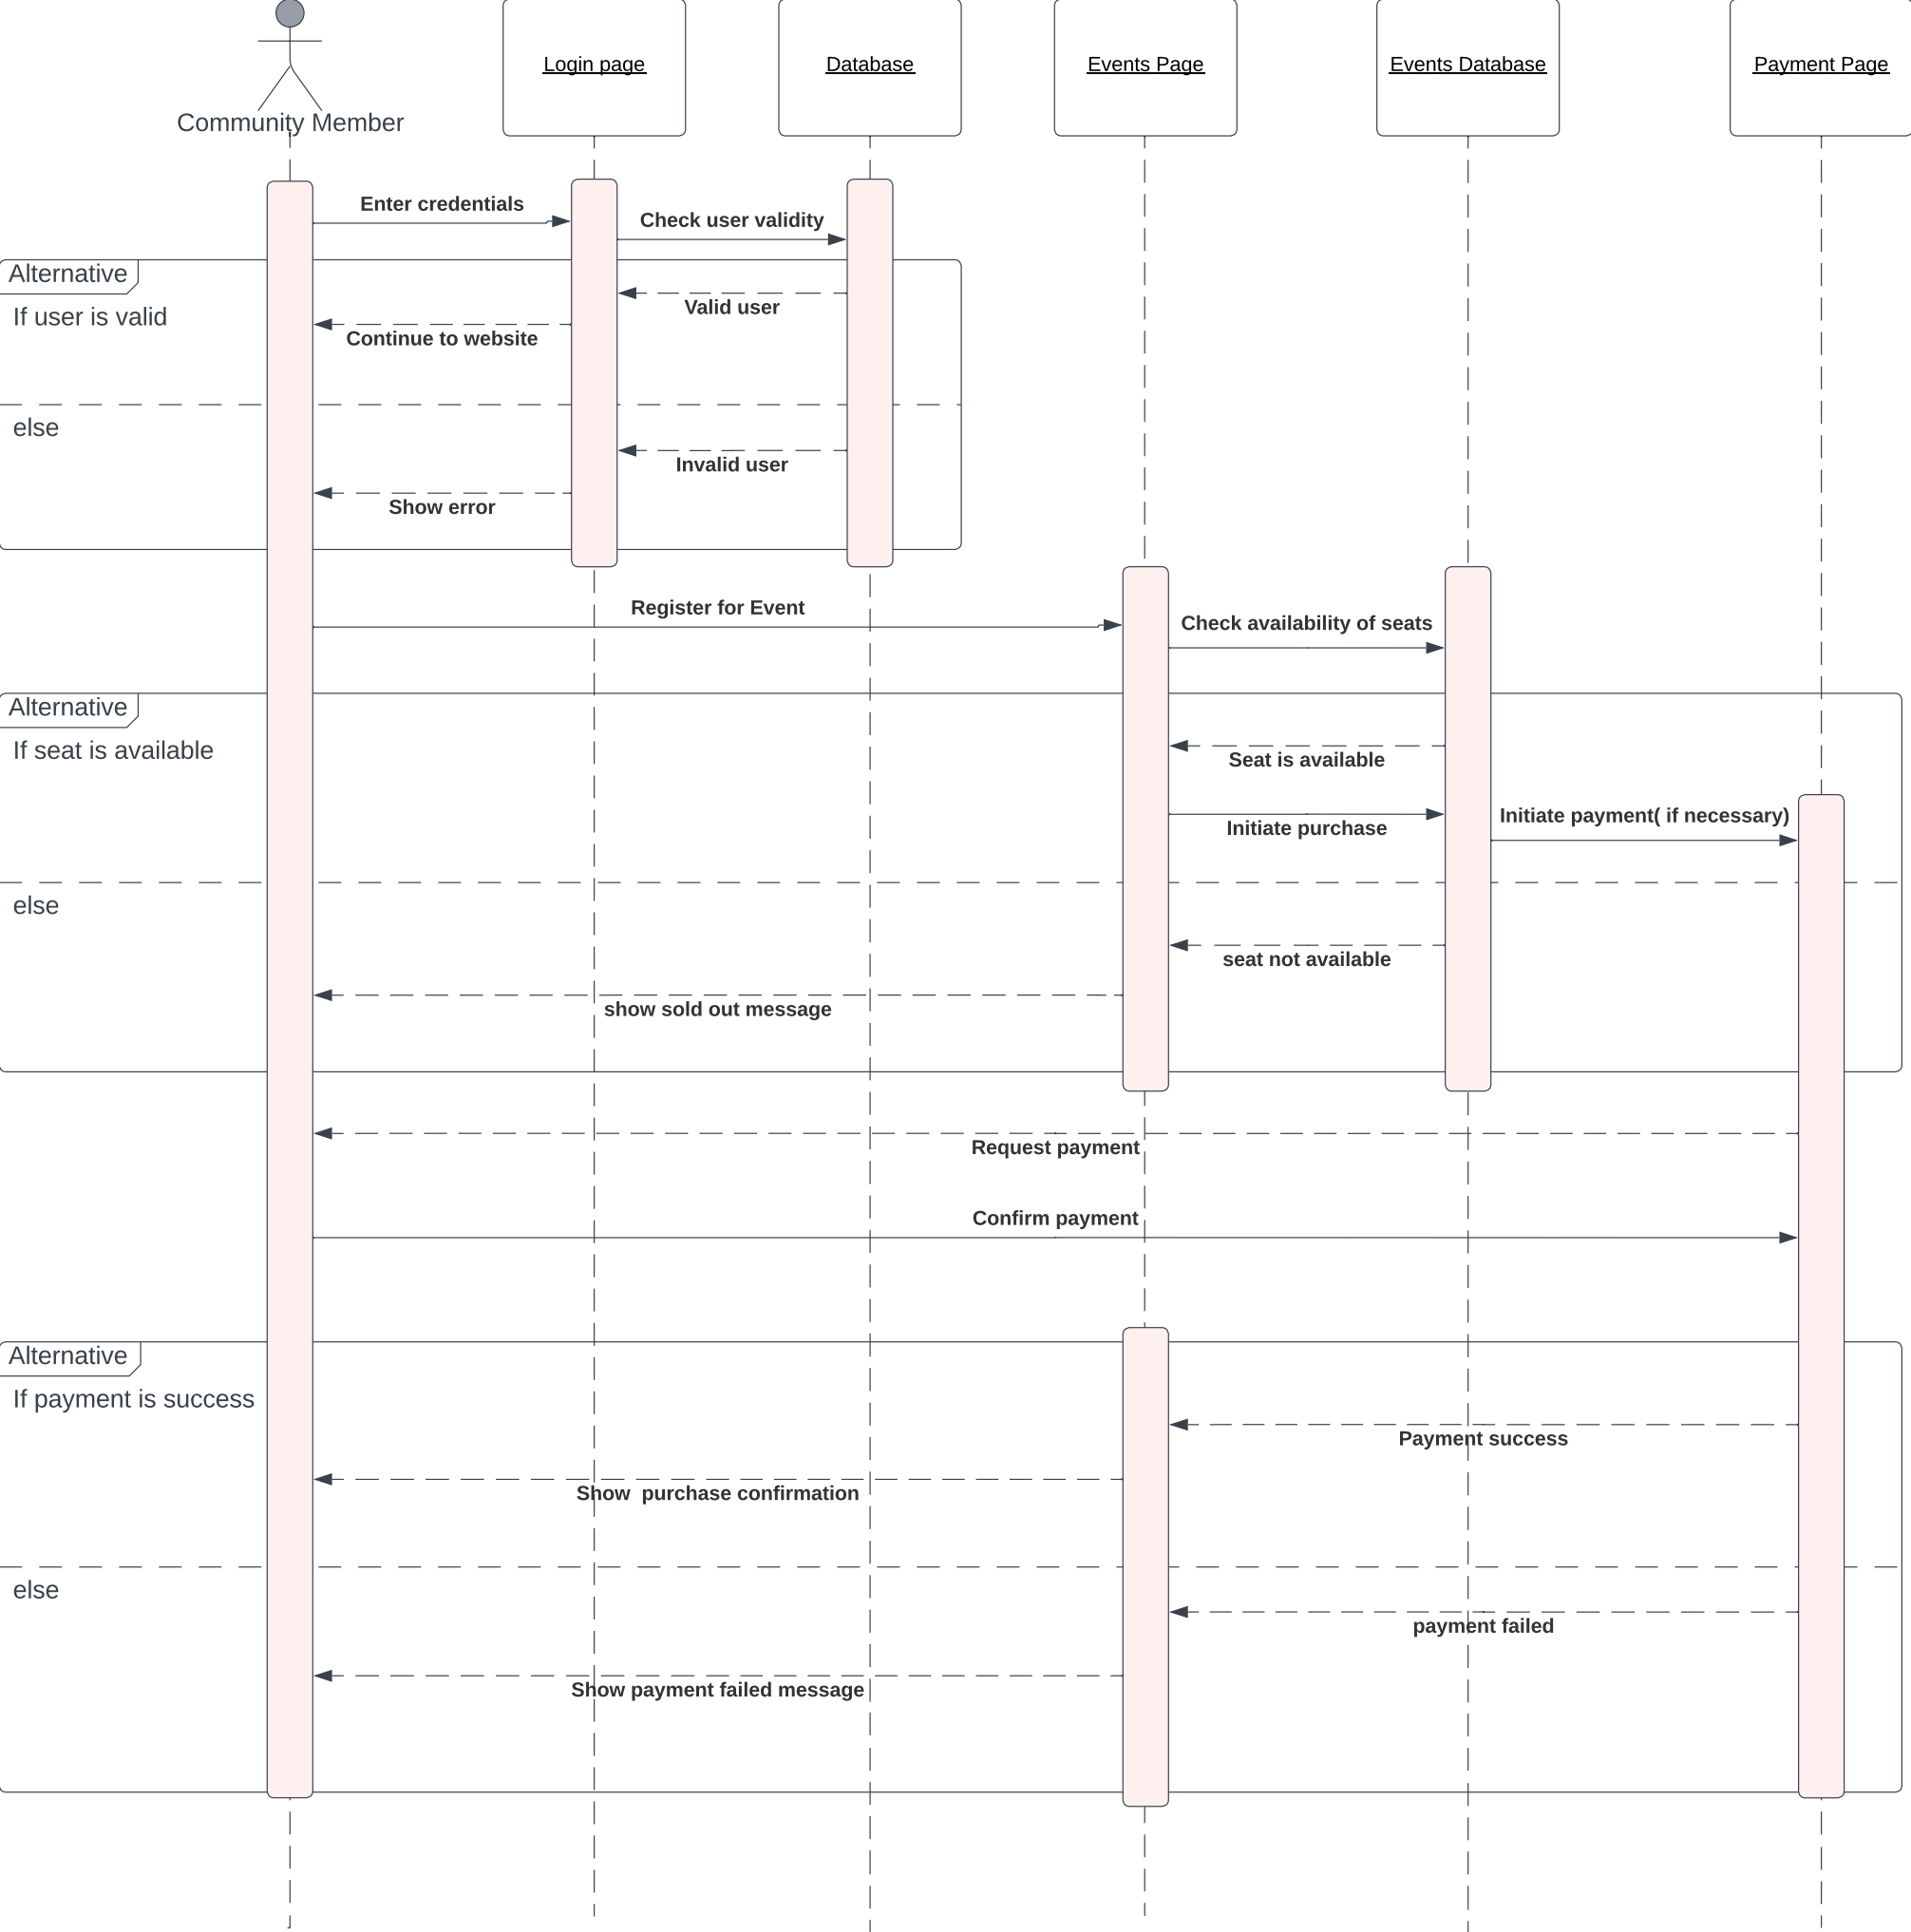 Community Member
Login page
Database
Events Page
Events Database
Payment Page
Enter credentials
Check user validity
Alternative
If user is valid
Valid user
Continue to website
else
Invalid user
Show error
Register for Event
Check availability of seats
Alternative
If seat is available
Seat is available
Initiate purchase
Initiate payment( if necessary)
else
seat not available
show sold out message
Request payment
Confirm payment
Alternative
If payment is success
Payment success
Show  purchase confirmation
else
payment failed
Show payment failed message